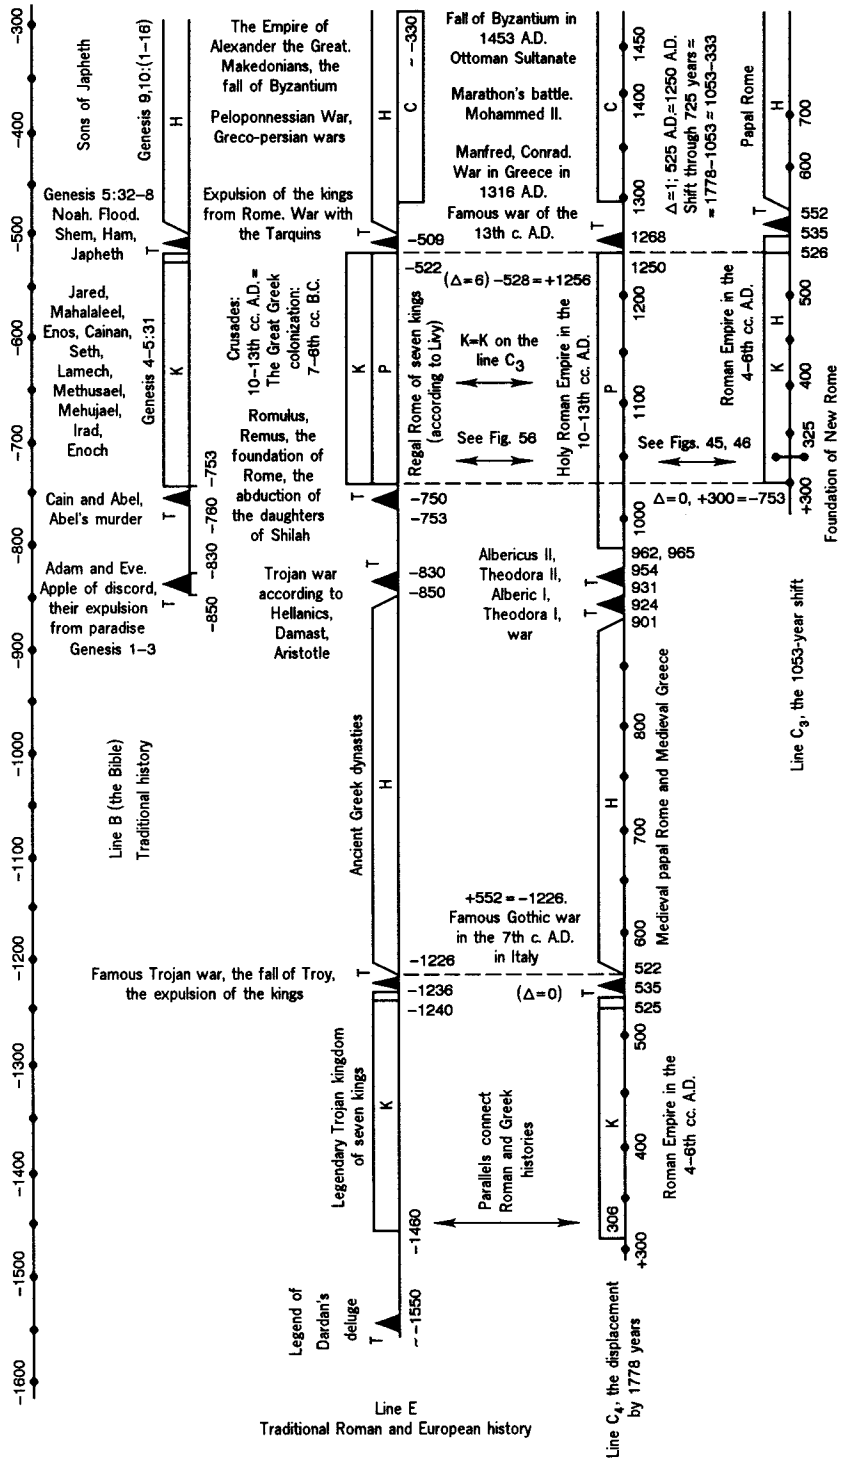 -300
-400
-500
-600
-700
-800
-900
-1000
-1100
-1200
-1300
-1400
-1500
-1600
Sons of Japheth
Genesis 9,10:(1–16)
H
Genesis 5:32–8
Noah. Flood.
Shem, Ham,
Japheth
T
Jared,
Mahalaleel,
Enos, Cainan,
Seth,
Lamech,
Methusael,
Mehujael,
Irad,
Enoch
Genesis 4–5:31
K
-753
Cain and Abel,
Abel's murder
T
-760
-830
Adam and Eve.
Apple of discord,
their expulsion
from paradise
Genesis 1–3
T
-850
Line B (the Bible)
Traditional history
The Empire of
Alexander the Great.
Makedonians, the
fall of Byzantium
Peloponnessian War,
Greco-persian wars
H
C
~ -330
Expulsion of the kings
from Rome. War with
the Tarquins
T
-509
-522
Crusades:
10–13th cc. A.D. =
The Great Greek
colonization:
7–6th cc. B.C.
K
P
Regal Rome of seven kings
(according to Livy)
Romulus,
Remus, the
foundation of
Rome, the
abduction of
the daughters
of Shilah
T
-750
-753
Trojan war
according to
Hellanics,
Damast,
Aristotle
T
-830
-850
Ancient Greek dynasties
H
-1226
Famous Trojan war, the fall of Troy,
the expulsion of the kings
T
-1236
-1240
Legendary Trojan kingdom
of seven kings
K
-1460
Legend of
Dardan's
deluge
T
~-1550
Line E
Traditional Roman and European history
Fall of Byzantium in
1453 A.D.
Ottoman Sultanate
Marathon's battle.
Mohammed II.
Manfred, Conrad.
War in Greece in
1316 A.D.
Famous war of the
13th c. A.D.
C
1450
1400
1300
T
1268
1250
(Δ=6) -528=+1256
K=K on the
line C3
See Fig. 56
Holy Roman Empire in the
10–13th cc. A.D.
P
1200
1100
1000
Albericus II,
Theodora II,
Alberic I,
Theodora I,
war
962, 965
954
T
931
924
T
901
H
800
700
600
Medieval papal Rome and Medieval Greece
+552=-1226.
Famous Gothic war
in the 7th c. A.D.
in Italy
522
535
(Δ=0)
T
525
500
K
400
306
+300
Roman Empire in the
4–6th cc. A.D.
Parallels connect
Roman and Greek
histories
Line C4, the displacement
by 1778 years
Δ=1; 525 A.D.=1250 A.D.
Shift through 725 years =
= 1778–1053 = 1053–333
Papal Rome
H
700
600
T
552
535
526
Roman Empire in the
4–6th cc. A.D.
500
H
K
400
325
See Figs. 45, 46
+300
Δ=0, +300=-753
Foundation of New Rome
Line C3, the 1053-year shift